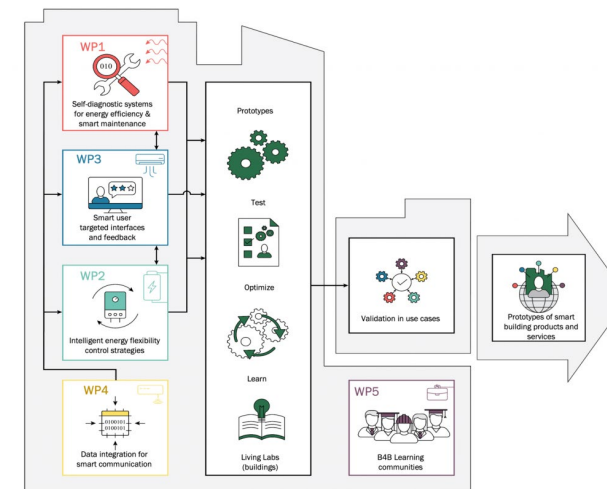 WP1
010
Self-diagnostic systems
for energy efficiency &
smart maintenance
WP3
Smart user
targeted interfaces
and feedback
WP2
Intelligent energy flexibility
control strategies
WP4
0100101
0100101
Data integration for
smart communication
Prototypes
Test
Optimize
Learn
Living Labs
(buildings)
Validation in use cases
WP5
B4B Learning
communities
Prototypes of smart
building products and
services